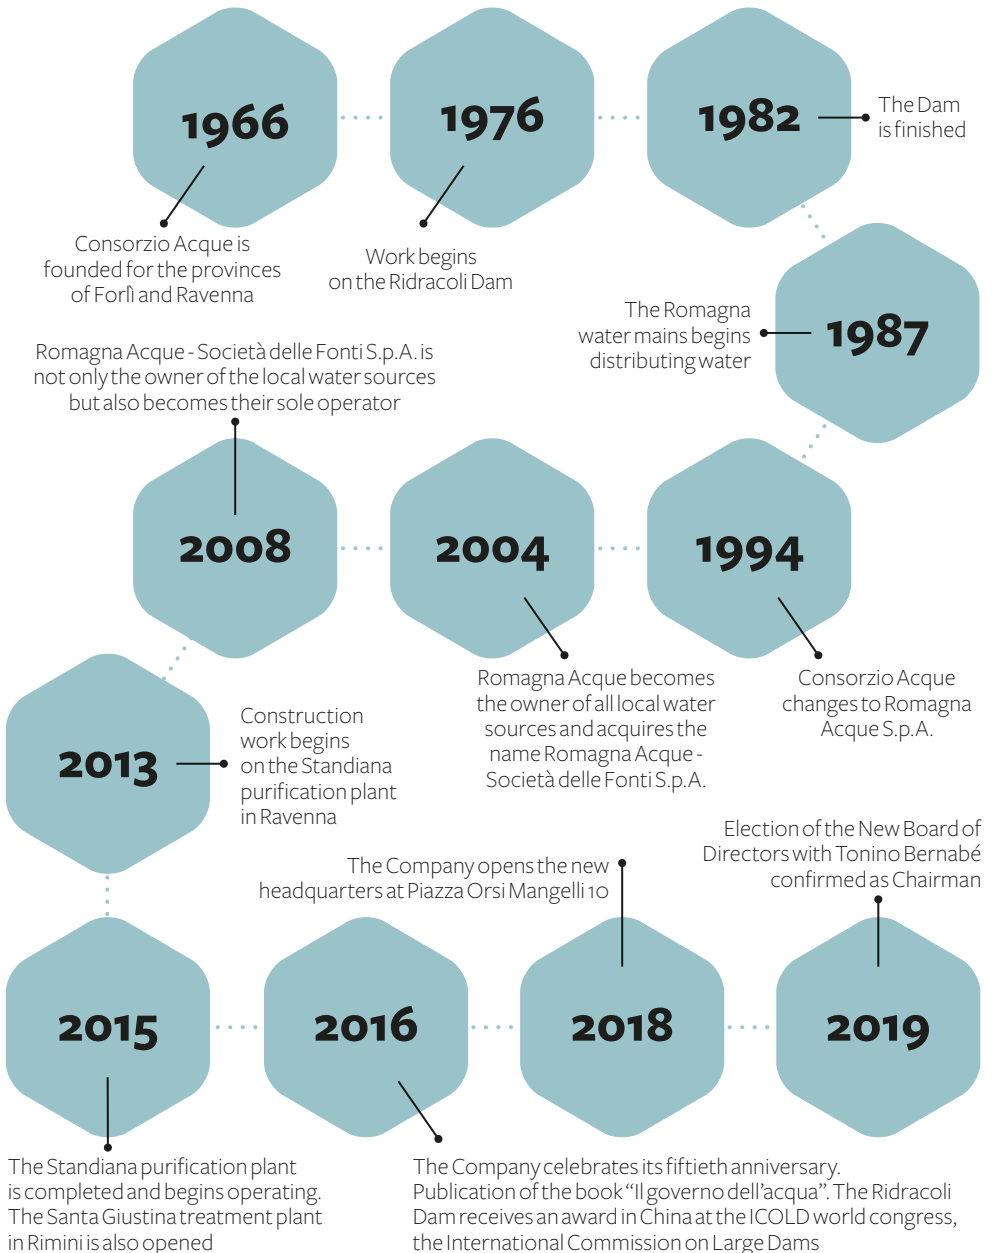 1966
1976
1982
The Dam
is finished
Consorzio Acque is
founded for the provinces
of Forlì and Ravenna
Work begins
on the Ridracoli Dam
The Romagna
water mains begins
distributing water
1987
Romagna Acque - Società delle Fonti S.p.A. is
not only the owner of the local water sources
but also becomes their sole operator
2008
2004
1994
Romagna Acque becomes
the owner of all local water
sources and acquires the
name Romagna Acque -
Società delle Fonti S.p.A.
Consorzio Acque
changes to Romagna
Acque S.p.A.
2013
Construction
work begins
on the Standiana
purification plant
in Ravenna
The Company opens the new
headquarters at Piazza Orsi Mangelli 10
Election of the New Board of
Directors with Tonino Bernabé
confirmed as Chairman
2015
2016
2018
2019
The Standiana purification plant
is completed and begins operating.
The Santa Giustina treatment plant
in Rimini is also opened
The Company celebrates its fiftieth anniversary.
Publication of the book “Il governo dell’acqua”. The Ridracoli
Dam receives an award in China at the ICOLD world congress,
the International Commission on Large Dams